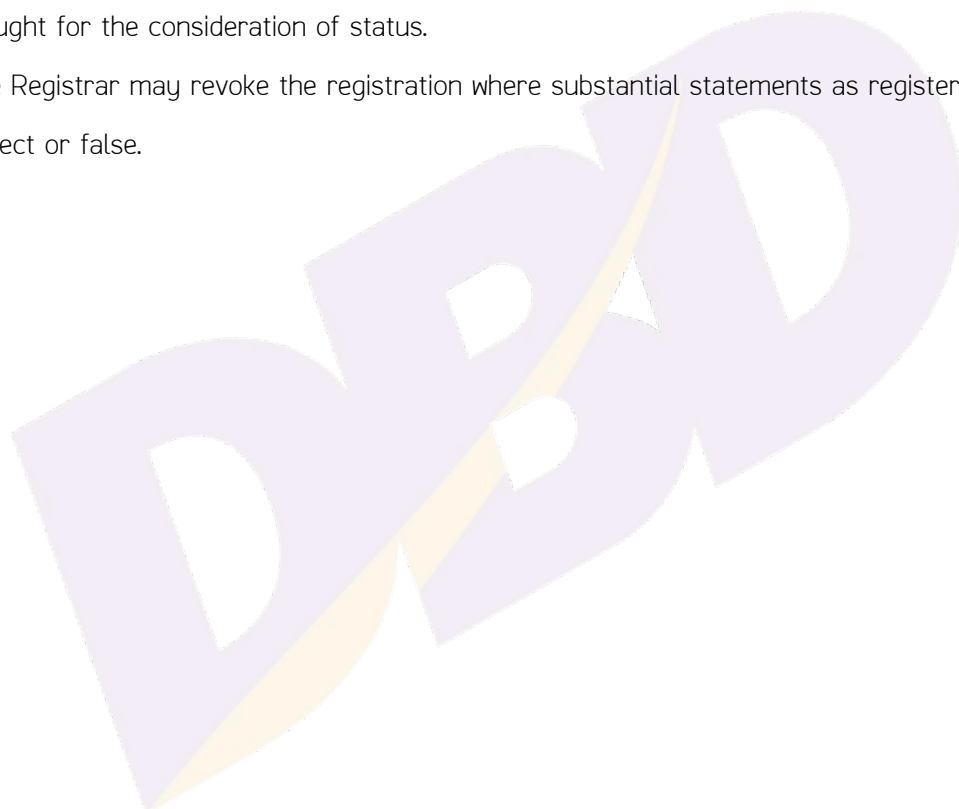 ught for the consideration of status.
Registrar may revoke the registration where substantial statements as register
ect or false.
DBD